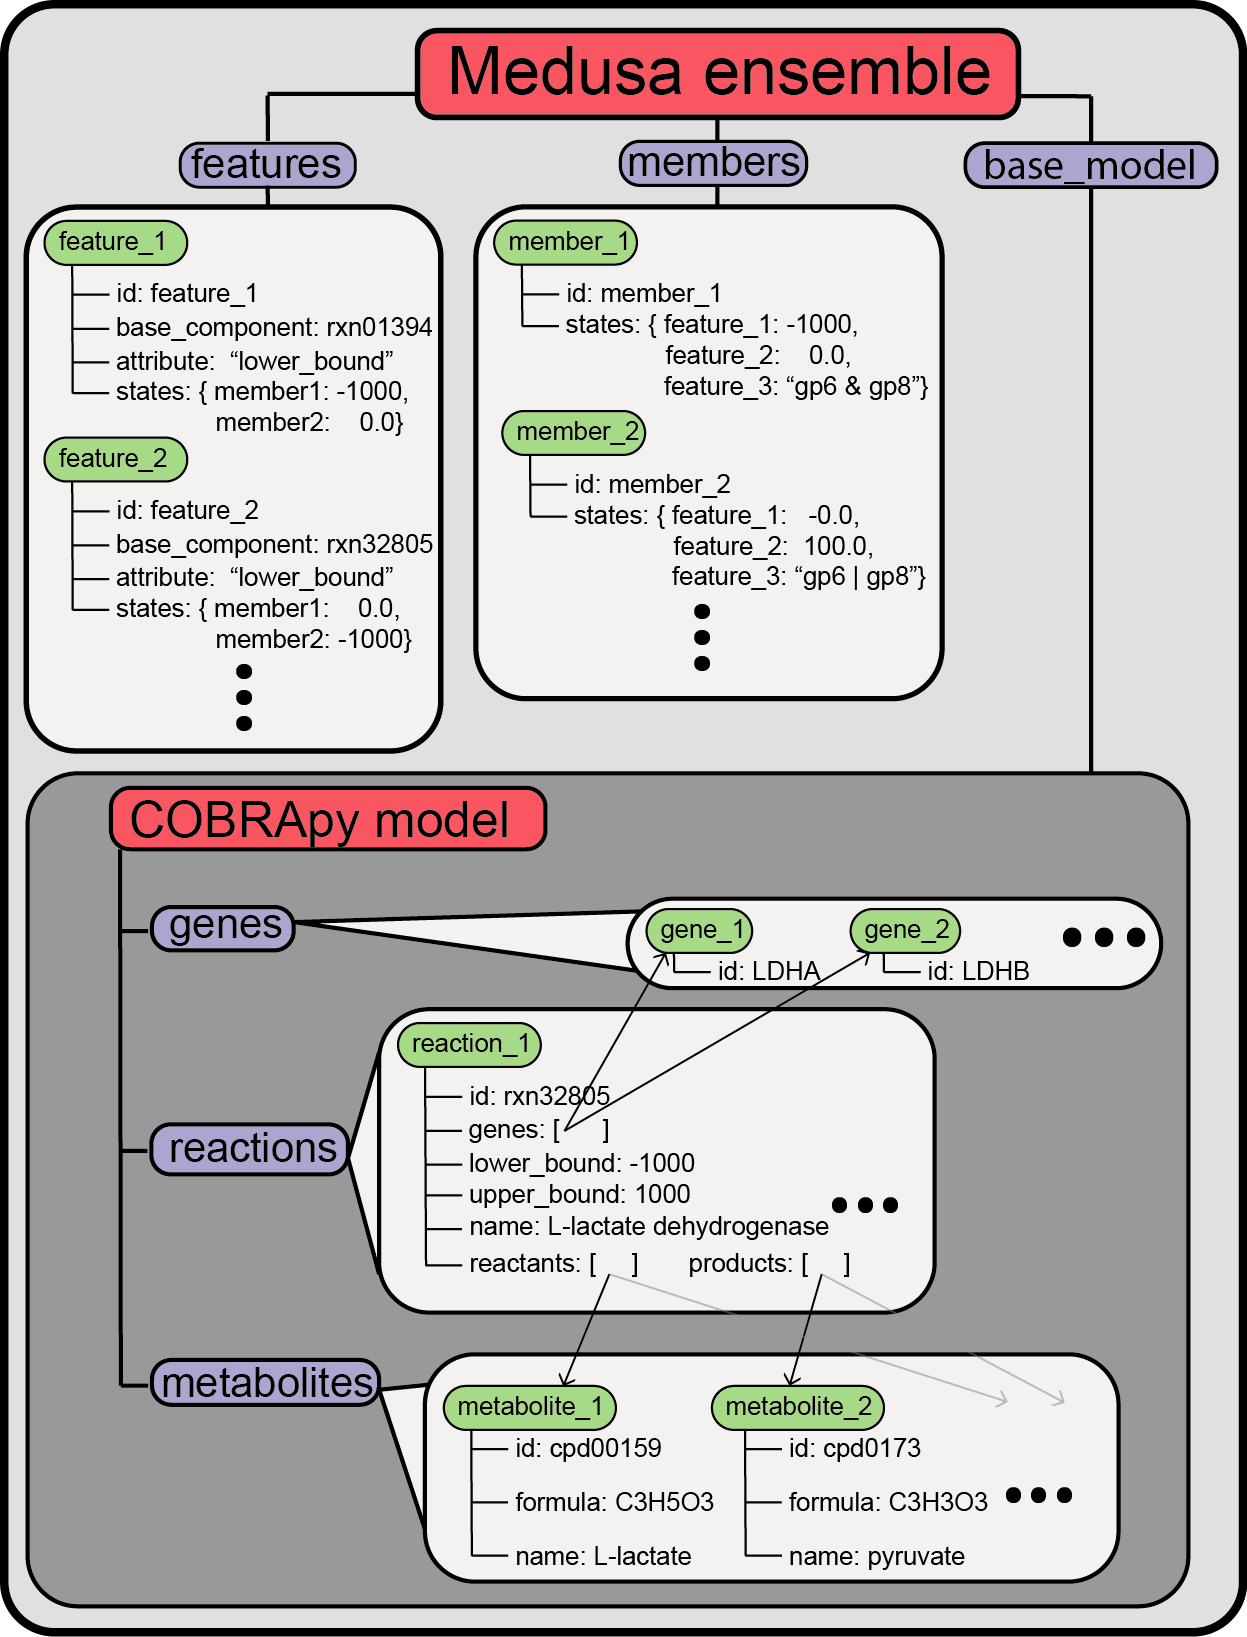 Medusa ensemble
features
members
base_model
feature_1
id: feature_1
base_component: rxn01394
attribute: “lower_bound”
states: { member1: -1000,
member2: 0.0}
feature_2
id: feature_2
base_component: rxn32805
attribute: “lower_bound”
states: { member1: 0.0,
member2: -1000}
member_1
id: member_1
states: { feature_1: -1000,
feature_2: 0.0,
feature_3: “gp6 & gp8”}
member_2
id: member_2
states: { feature_1: -0.0,
feature_2: 100.0,
feature_3: “gp6 | gp8”}
COBRApy model
genes
gene_1
id: LDHA
gene_2
id: LDHB
reactions
reaction_1
id: rxn32805
genes: [ ]
lower_bound: -1000
upper_bound: 1000
name: L-lactate dehydrogenase
reactants: [ ] products: [ ]
metabolites
metabolite_1
id: cpd00159
formula: C3H5O3
name: L-lactate
metabolite_2
id: cpd0173
formula: C3H3O3
name: pyruvate